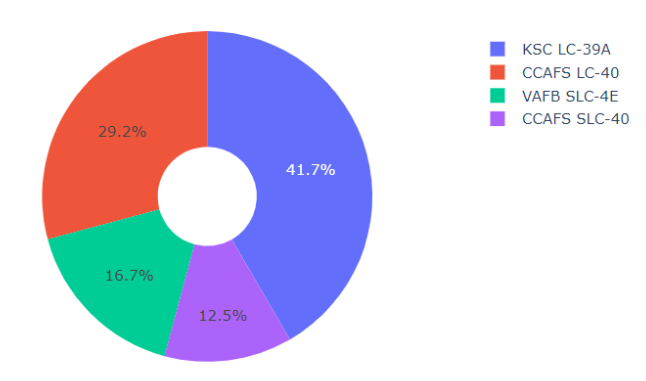 KSC LC-39A
CCAFS LC-40
VAFB SLC-4E
CCAFS SLC-40
29.2%
41.7%
16.7%
12.5%